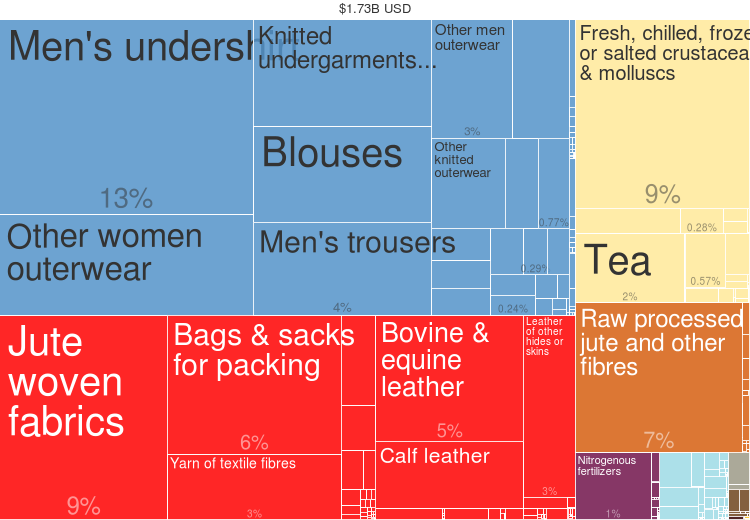 $1.73B USD
Men's undershirt
13%
Knitted
undergarments...
Other men
outerwear
3%
Fresh, chilled, froze
or salted crustacea
& molluscs
9%
Blouses
Other
knitted
outerwear
0.77%
Other women
outerwear
Men's trousers
4%
0.29%
0.24%
0.28%
Tea
0.57%
2%
Jute
woven
fabrics
9%
Bags & sacks
for packing
6%
Yarn of textile fibres
3%
Bovine &
equine
leather
5%
Calf leather
Leather
of other
hides or
skins
3%
Raw processed
jute and other
fibres
7%
Nitrogenous
fertilizers
1%